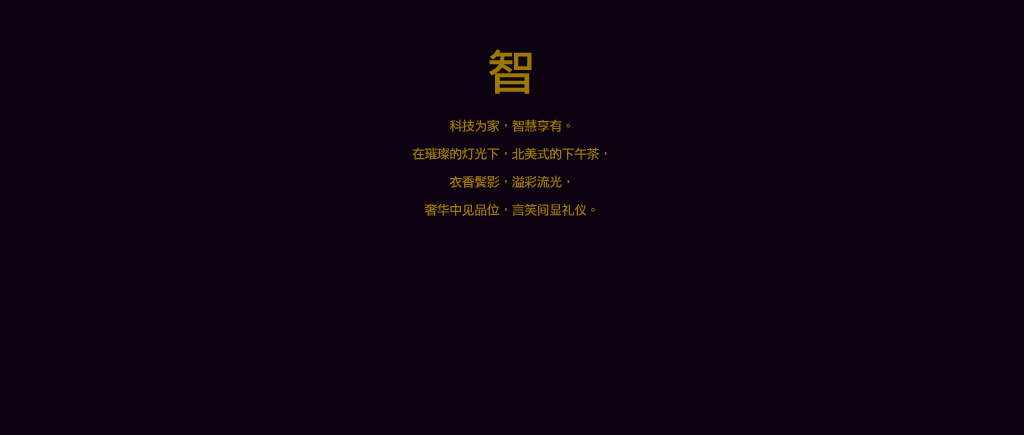 智
科技为家，智慧享有。
在璀璨的灯光下，北美式的下午茶，
衣香鬓影，溢彩流光，
奢华中见品位，言笑间显礼仪。